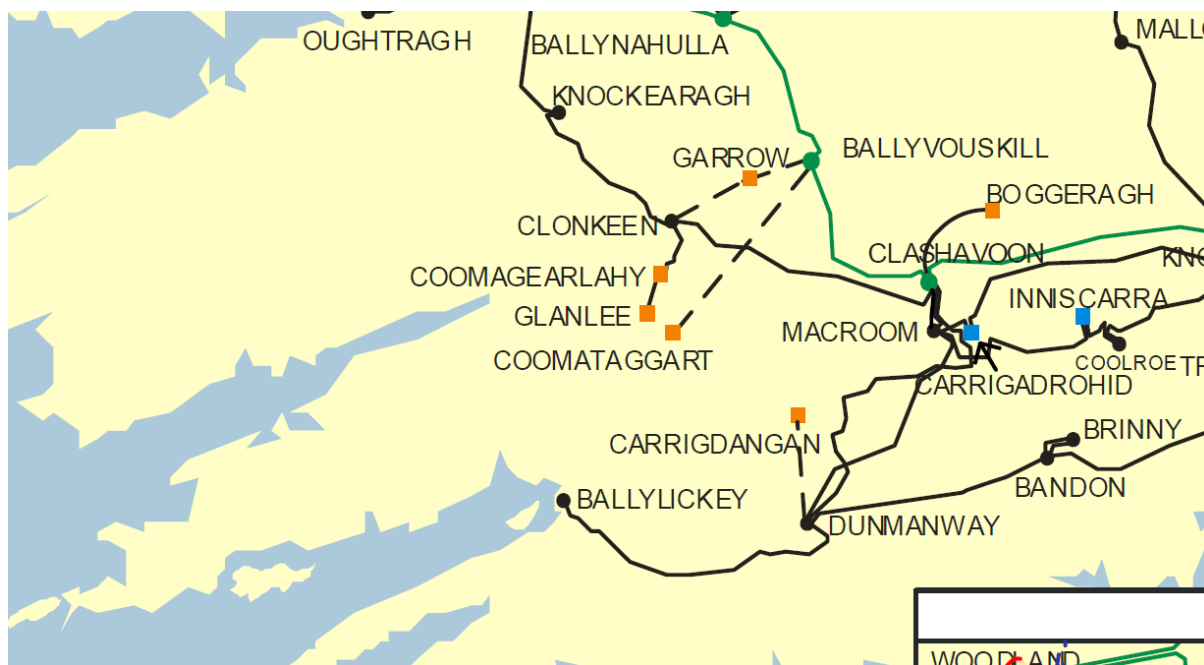 OUGHTRAGH
BALLYNAHULLA
KNOCKEARAGH
GARROW
BALLYVOUSKILL
BOGGERAGH
CLONKEEN
CLASHAVOON
COOMAGEARLAHY
INNISCARRA
GLANLEE
MACROOM
COOMATAGGART
COOLROE
CARRIGADROHID
CARRIGDANGAN
BRINNY
BALLYLICKEY
BANDON
DUNMANWAY
WOODLAND